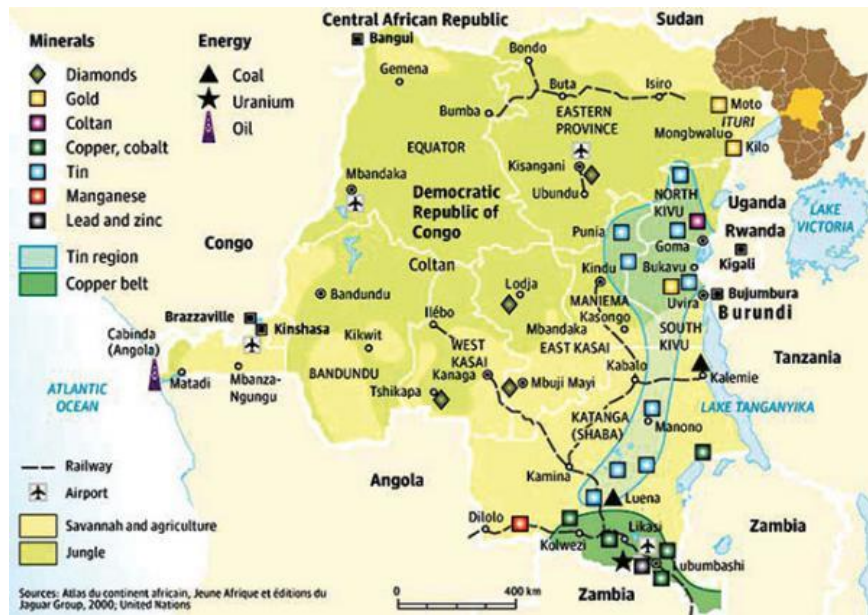 Minerals
Diamonds
Gold
Coltan
Copper, cobalt
Tin
Manganese
Lead and zinc
Tin region
Copper belt
Energy
Coal
Uranium
Oil
Central African Republic
Bangui
Sudan
Gemena
Bondo
Buta
Isiro
Bumba
EASTERN
PROVINCE
Moto
ITURI
Mongbwalu
Kilo
EQUATOR
Kisangani
Ubundu
Mbandaka
Democratic
Republic of
Congo
NORTH
KIVU
Uganda
LAKE
VICTORIA
Rwanda
Kigali
Congo
Punia
Goma
Coltan
Kindu
Bukavu
Bujumbura
Burundi
Bandundu
Lodja
MANIEMA
Uvira
Brazzaville
Kinshasa
Ilébo
Kasongo
Mbandaka
SOUTH
KIVU
Cabinda
(Angola)
Kikwit
WEST
KASAI
EAST KASAI
Tanzania
Matadi
Mbanza-
Ngungu
BANDUNDU
Kanaga
Tshikapa
Mbuji Mayi
Kabalo
Kalemie
ATLANTIC
OCEAN
KATANGA
(SHABA)
Manono
LAKE TANGANYIKA
Railway
Airport
Savannah and agriculture
Jungle
Angola
Kamina
Luena
Dilolo
Kolwezi
Likasi
Lubumbashi
Zambia
Zambia
0 400 km
Sources: Atlas du continent africain, Jeune Afrique et éditions du
Jaguar Group, 2000; United Nations